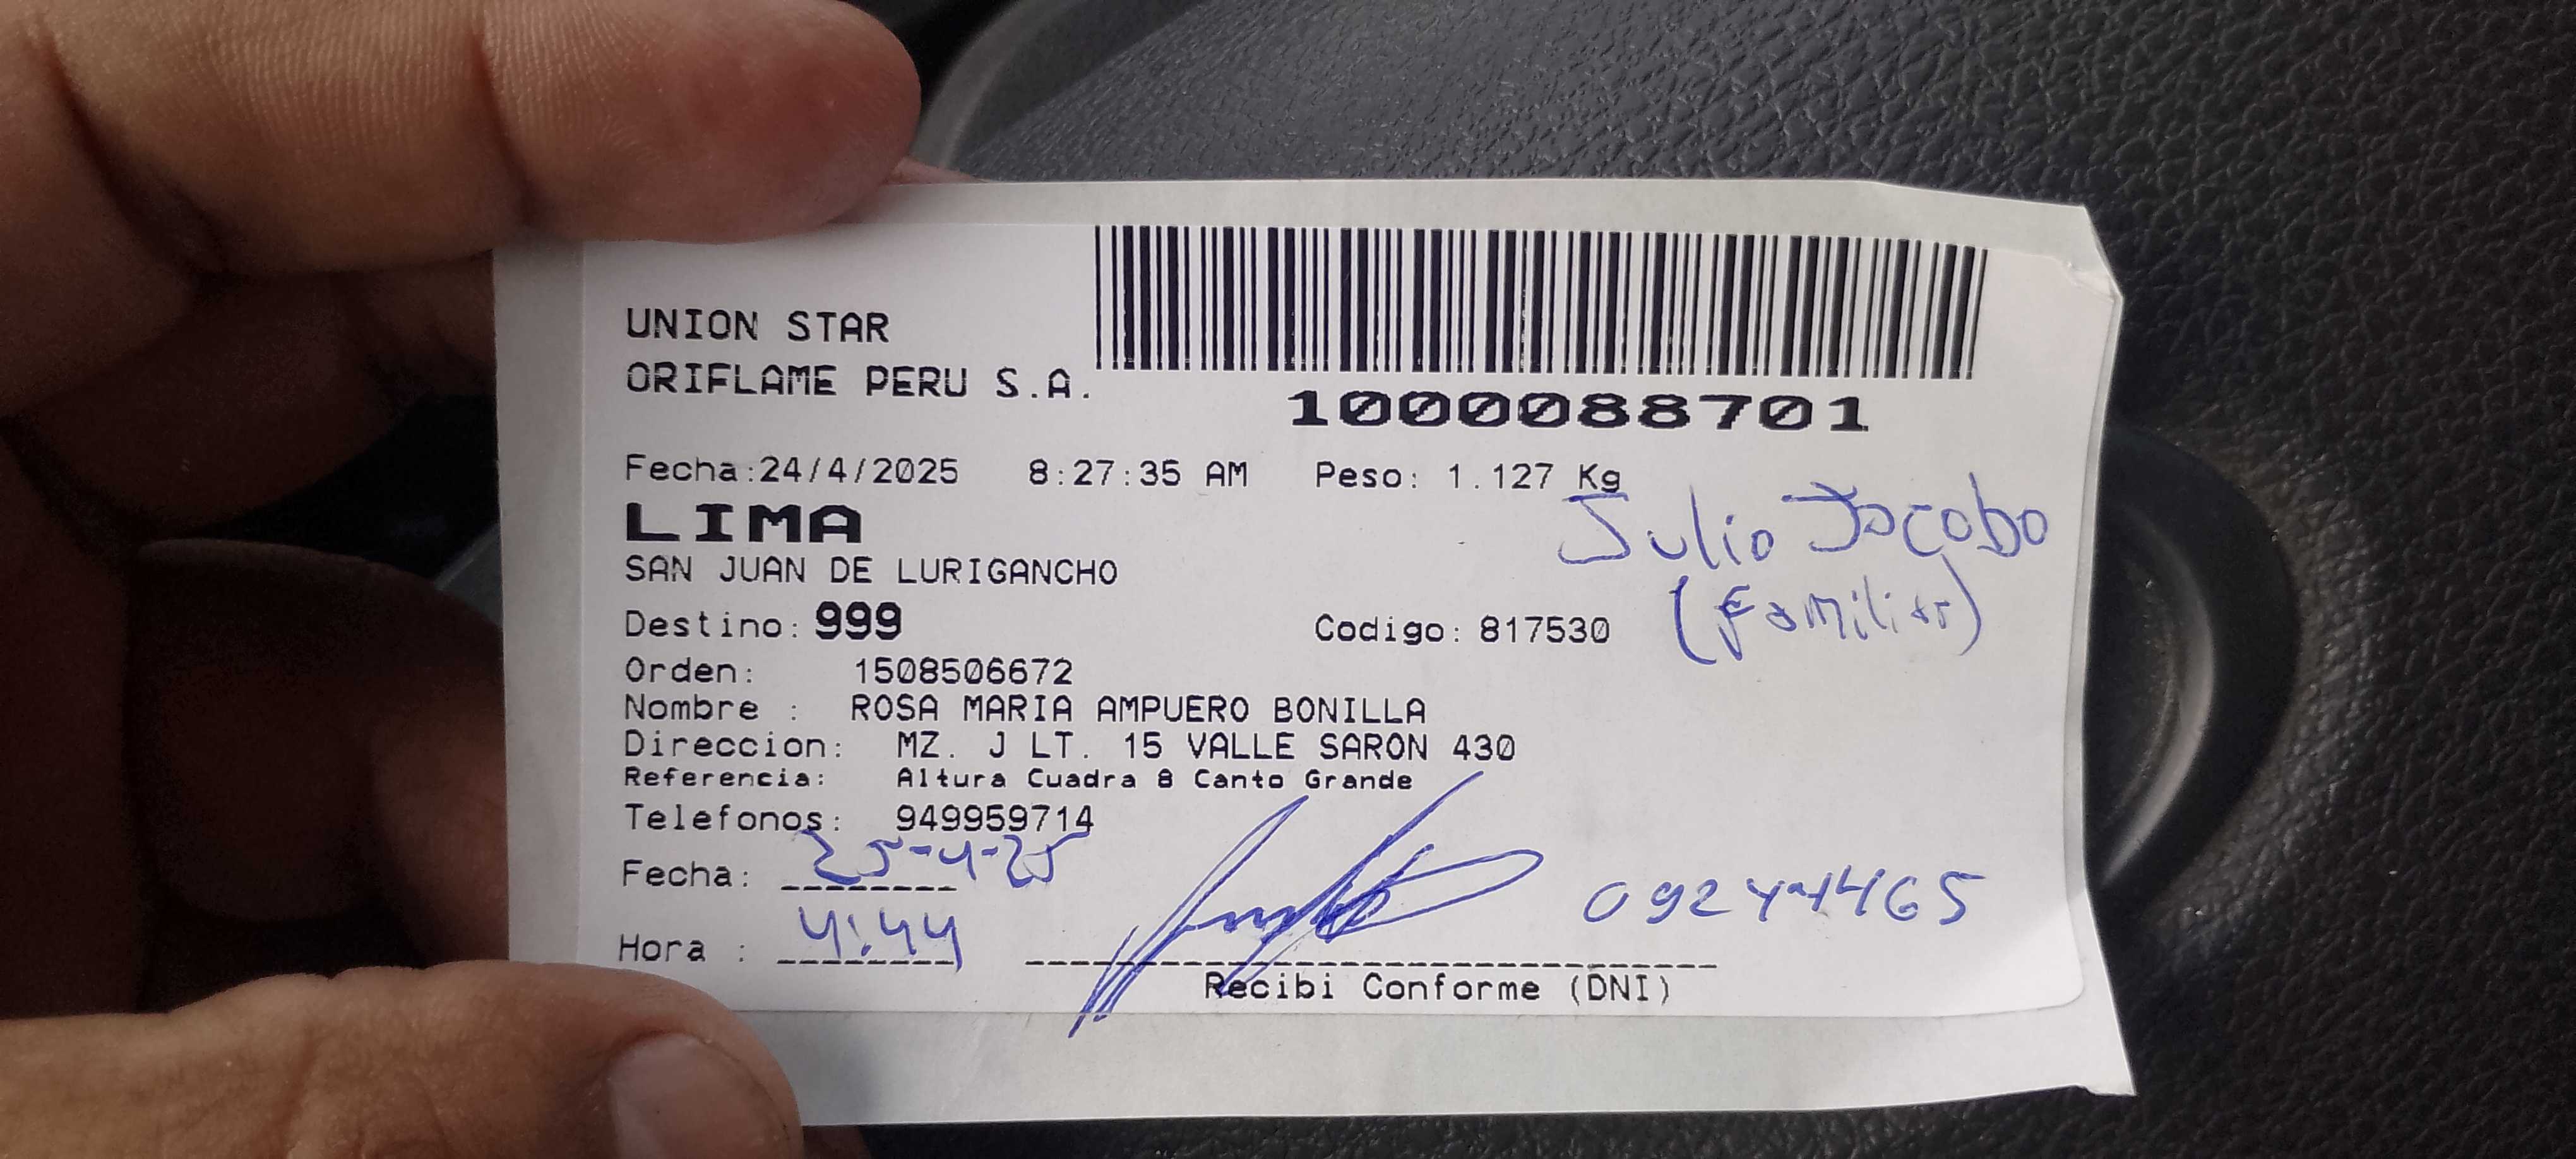 UNION STAR
ORIFLAME PERU S.A.
1000088701
Fecha:24/4/2025 8:27:35 AM Peso: 1.127 Kg
LIMA
Julio Jacobo
SAN JUAN DE LURIGANCHO
(Familiar)
Destino: 999 Codigo: 817530
Orden: 1508506672
Nombre : ROSA MARIA AMPUERO BONILLA
Direccion: MZ. J LT. 15 VALLE SARON 430
Referencia: Altura Cuadra 8 Canto Grande
Telefonos: 949959714
Fecha: 25-4-25
Hora : 4:44
Recibi Conforme (DNI)